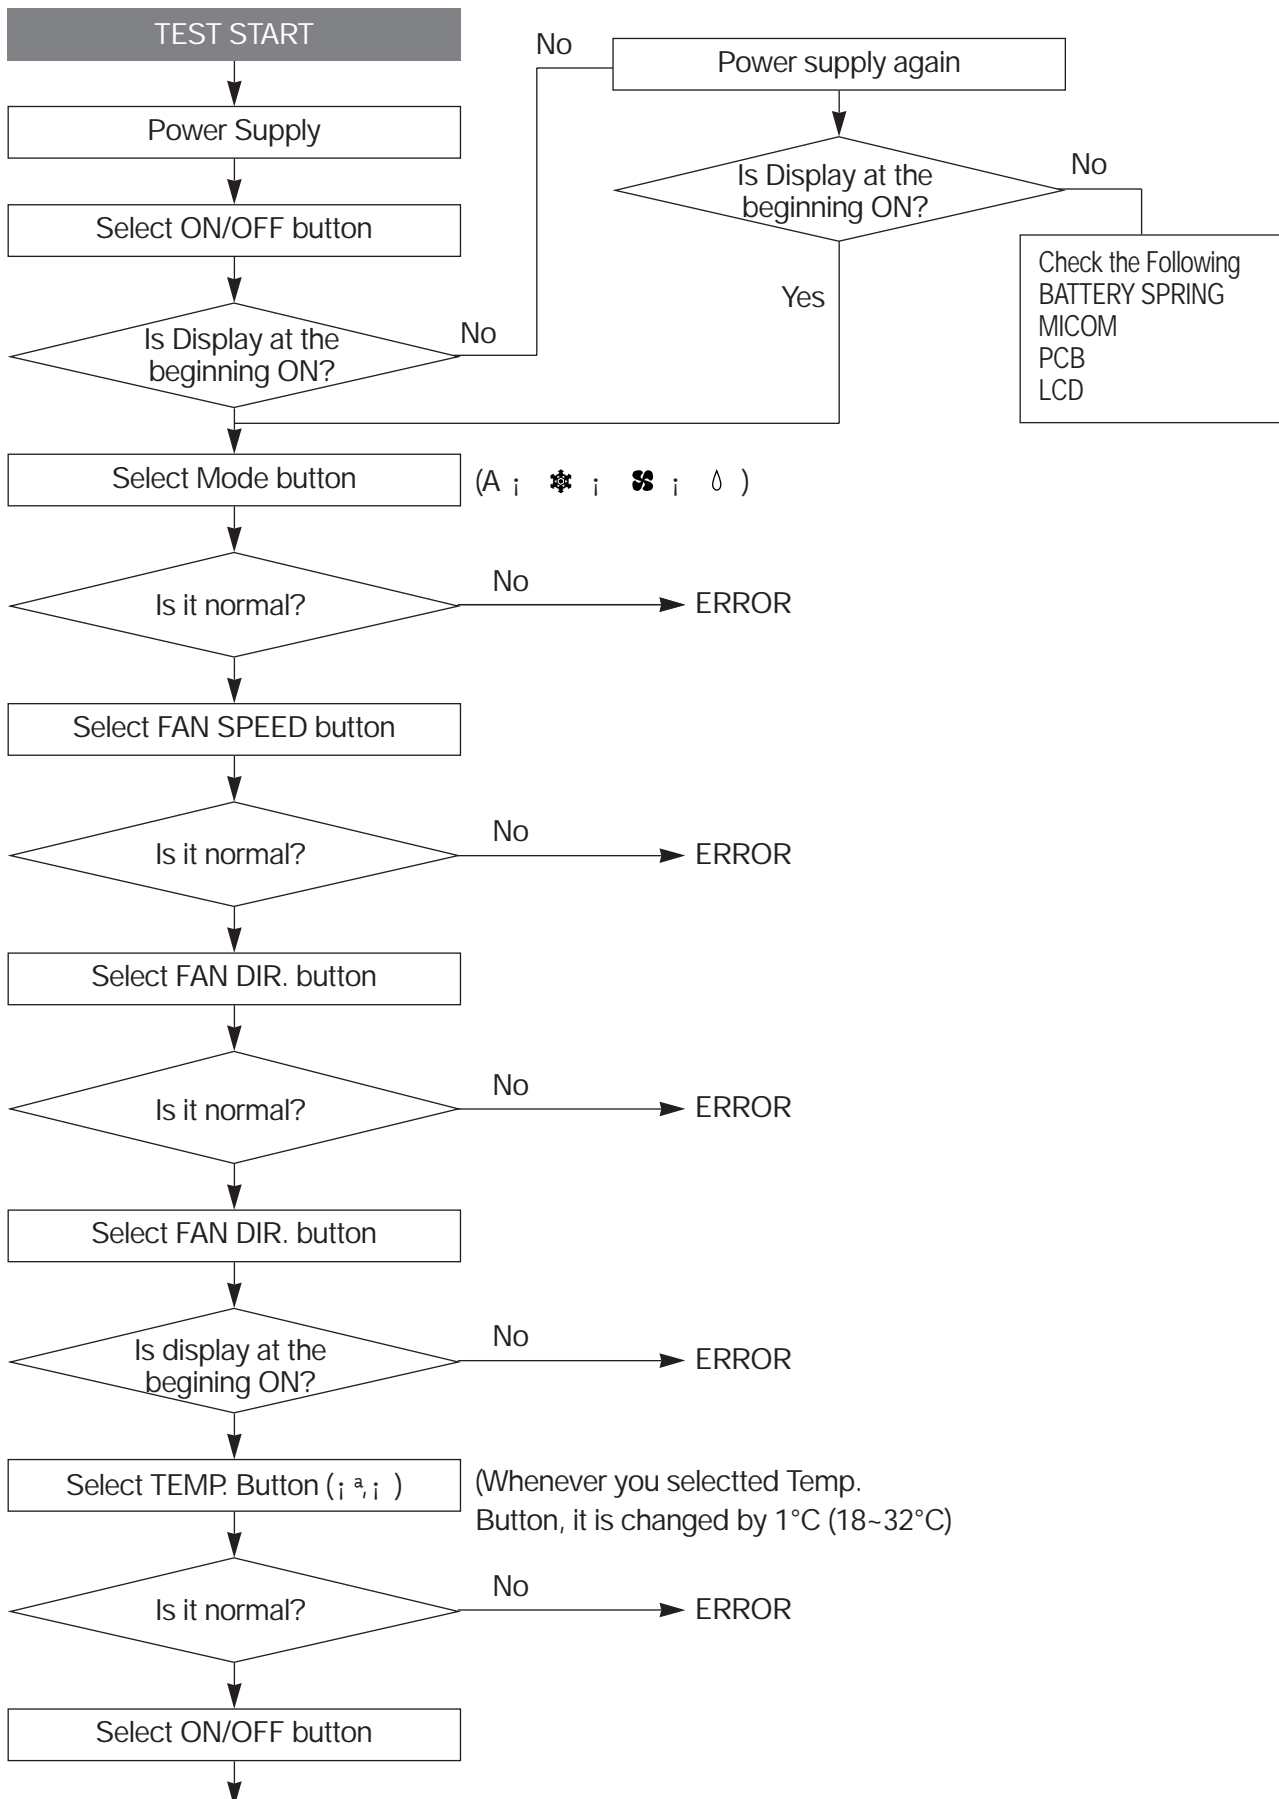 TEST START
Power Supply
Select ON/OFF button
Is Display at the
beginning ON?
No
No
Power supply again
Is Display at the
beginning ON?
No
Yes
Check the Following
BATTERY SPRING
MICOM
PCB
LCD
Select Mode button
(A ¡ ❄ ¡ ¡ )
Is it normal?
No
ERROR
Select FAN SPEED button
Is it normal?
No
ERROR
Select FAN DIR. button
Is it normal?
No
ERROR
Select FAN DIR. button
Is display at the
begining ON?
No
ERROR
Select TEMP. Button (¡ ª, ¡ )
(Whenever you selectted Temp.
Button, it is changed by 1°C (18~32°C)
Is it normal?
No
ERROR
Select ON/OFF button